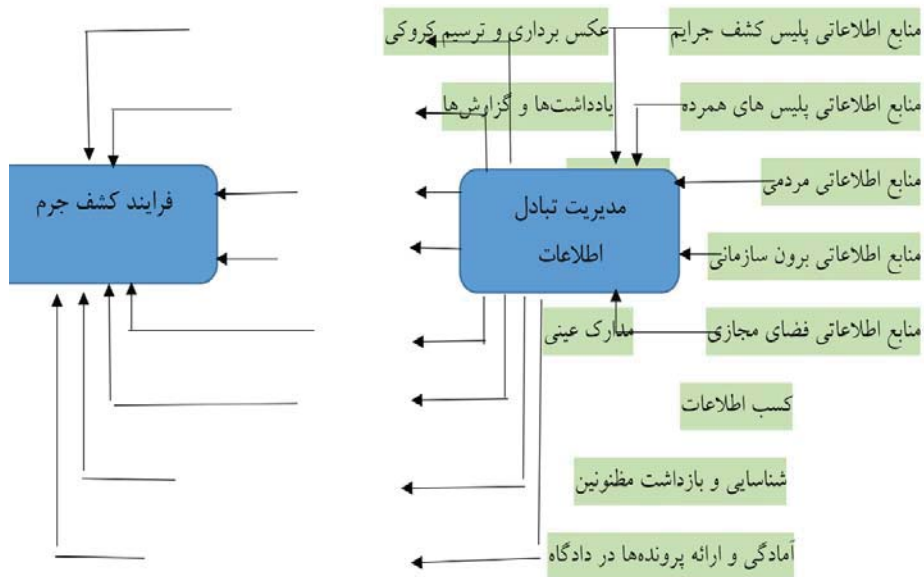 منابع اطلاعاتی پلیس کشف جرایم
عکس برداری و ترسیم کروکی
منابع اطلاعاتی پلیس های همرده
یادداشت‌ها و گزارش‌ها
منابع اطلاعاتی مردمی
مدیریت تبادل
اطلاعات
فرایند کشف جرم
منابع اطلاعاتی برون سازمانی
منابع اطلاعاتی فضای مجازی
مدارک عینی
کسب اطلاعات
شناسایی و بازداشت مظنونین
آمادگی و ارائه پرونده‌ها در دادگاه